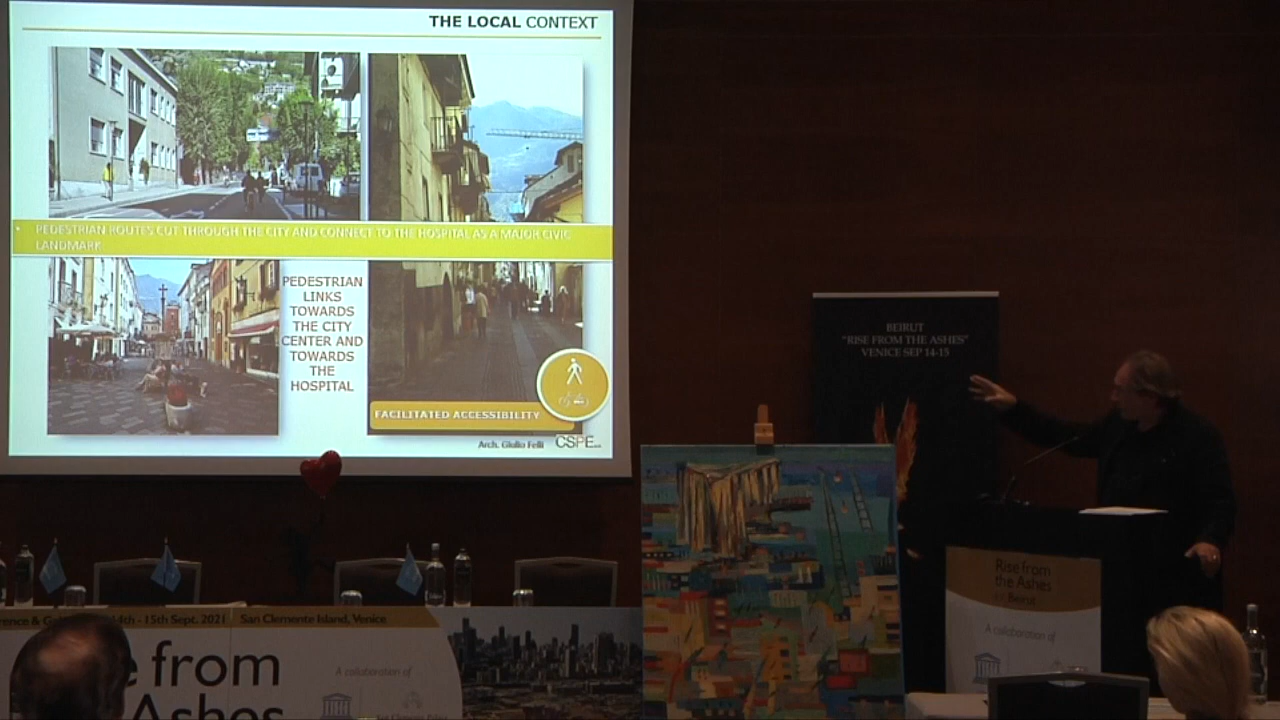 THE LOCAL CONTEXT
PEDESTRIAN ROUTES CUT THROUGH THE CITY AND CONNECT TO THE HOSPITAL AS A MAJOR CIVIC
LANDMARK
PEDESTRIAN
LINKS
TOWARDS
THE CITY
CENTER AND
TOWARDS
THE
HOSPITAL
FACILITATED ACCESSIBILITY
Arch. Giulio Felli
CSPE
BEIRUT
"RISE FROM THE ASHES"
VENICE SEP 14-15
Rise from
the Ashes
for Beirut
A collaboration of
14th - 15th Sept. 2021 San Clemente Island, Venice
from
Ashes
A collaboration of